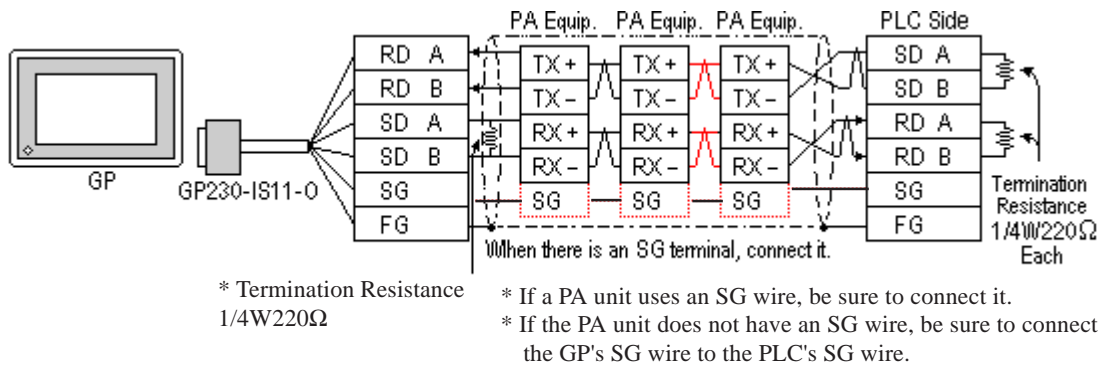 PA Equip. PA Equip. PA Equip. PLC Side
RD A TX+ TX+ TX+ SD A
RD B TX- TX- TX- SD B
SD A RX+ RX+ RX+ RD A
SD B RX- RX- RX- RD B
SG SG SG SG SG
FG FG
GP
GP230-IS11-O
When there is an SG terminal, connect it.
Termination
Resistance
1/4W220Ω
Each
* Termination Resistance
1/4W220Ω
* If a PA unit uses an SG wire, be sure to connect it.
* If the PA unit does not have an SG wire, be sure to connect
the GP's SG wire to the PLC's SG wire.